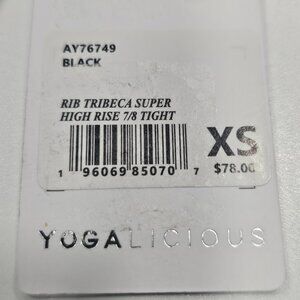 AY76749
BLACK
RIB TRIBECA SUPER
HIGH RISE 7/8 TIGHT
XS
$78.00
1 96069 85070 7
YOGALICIOUS